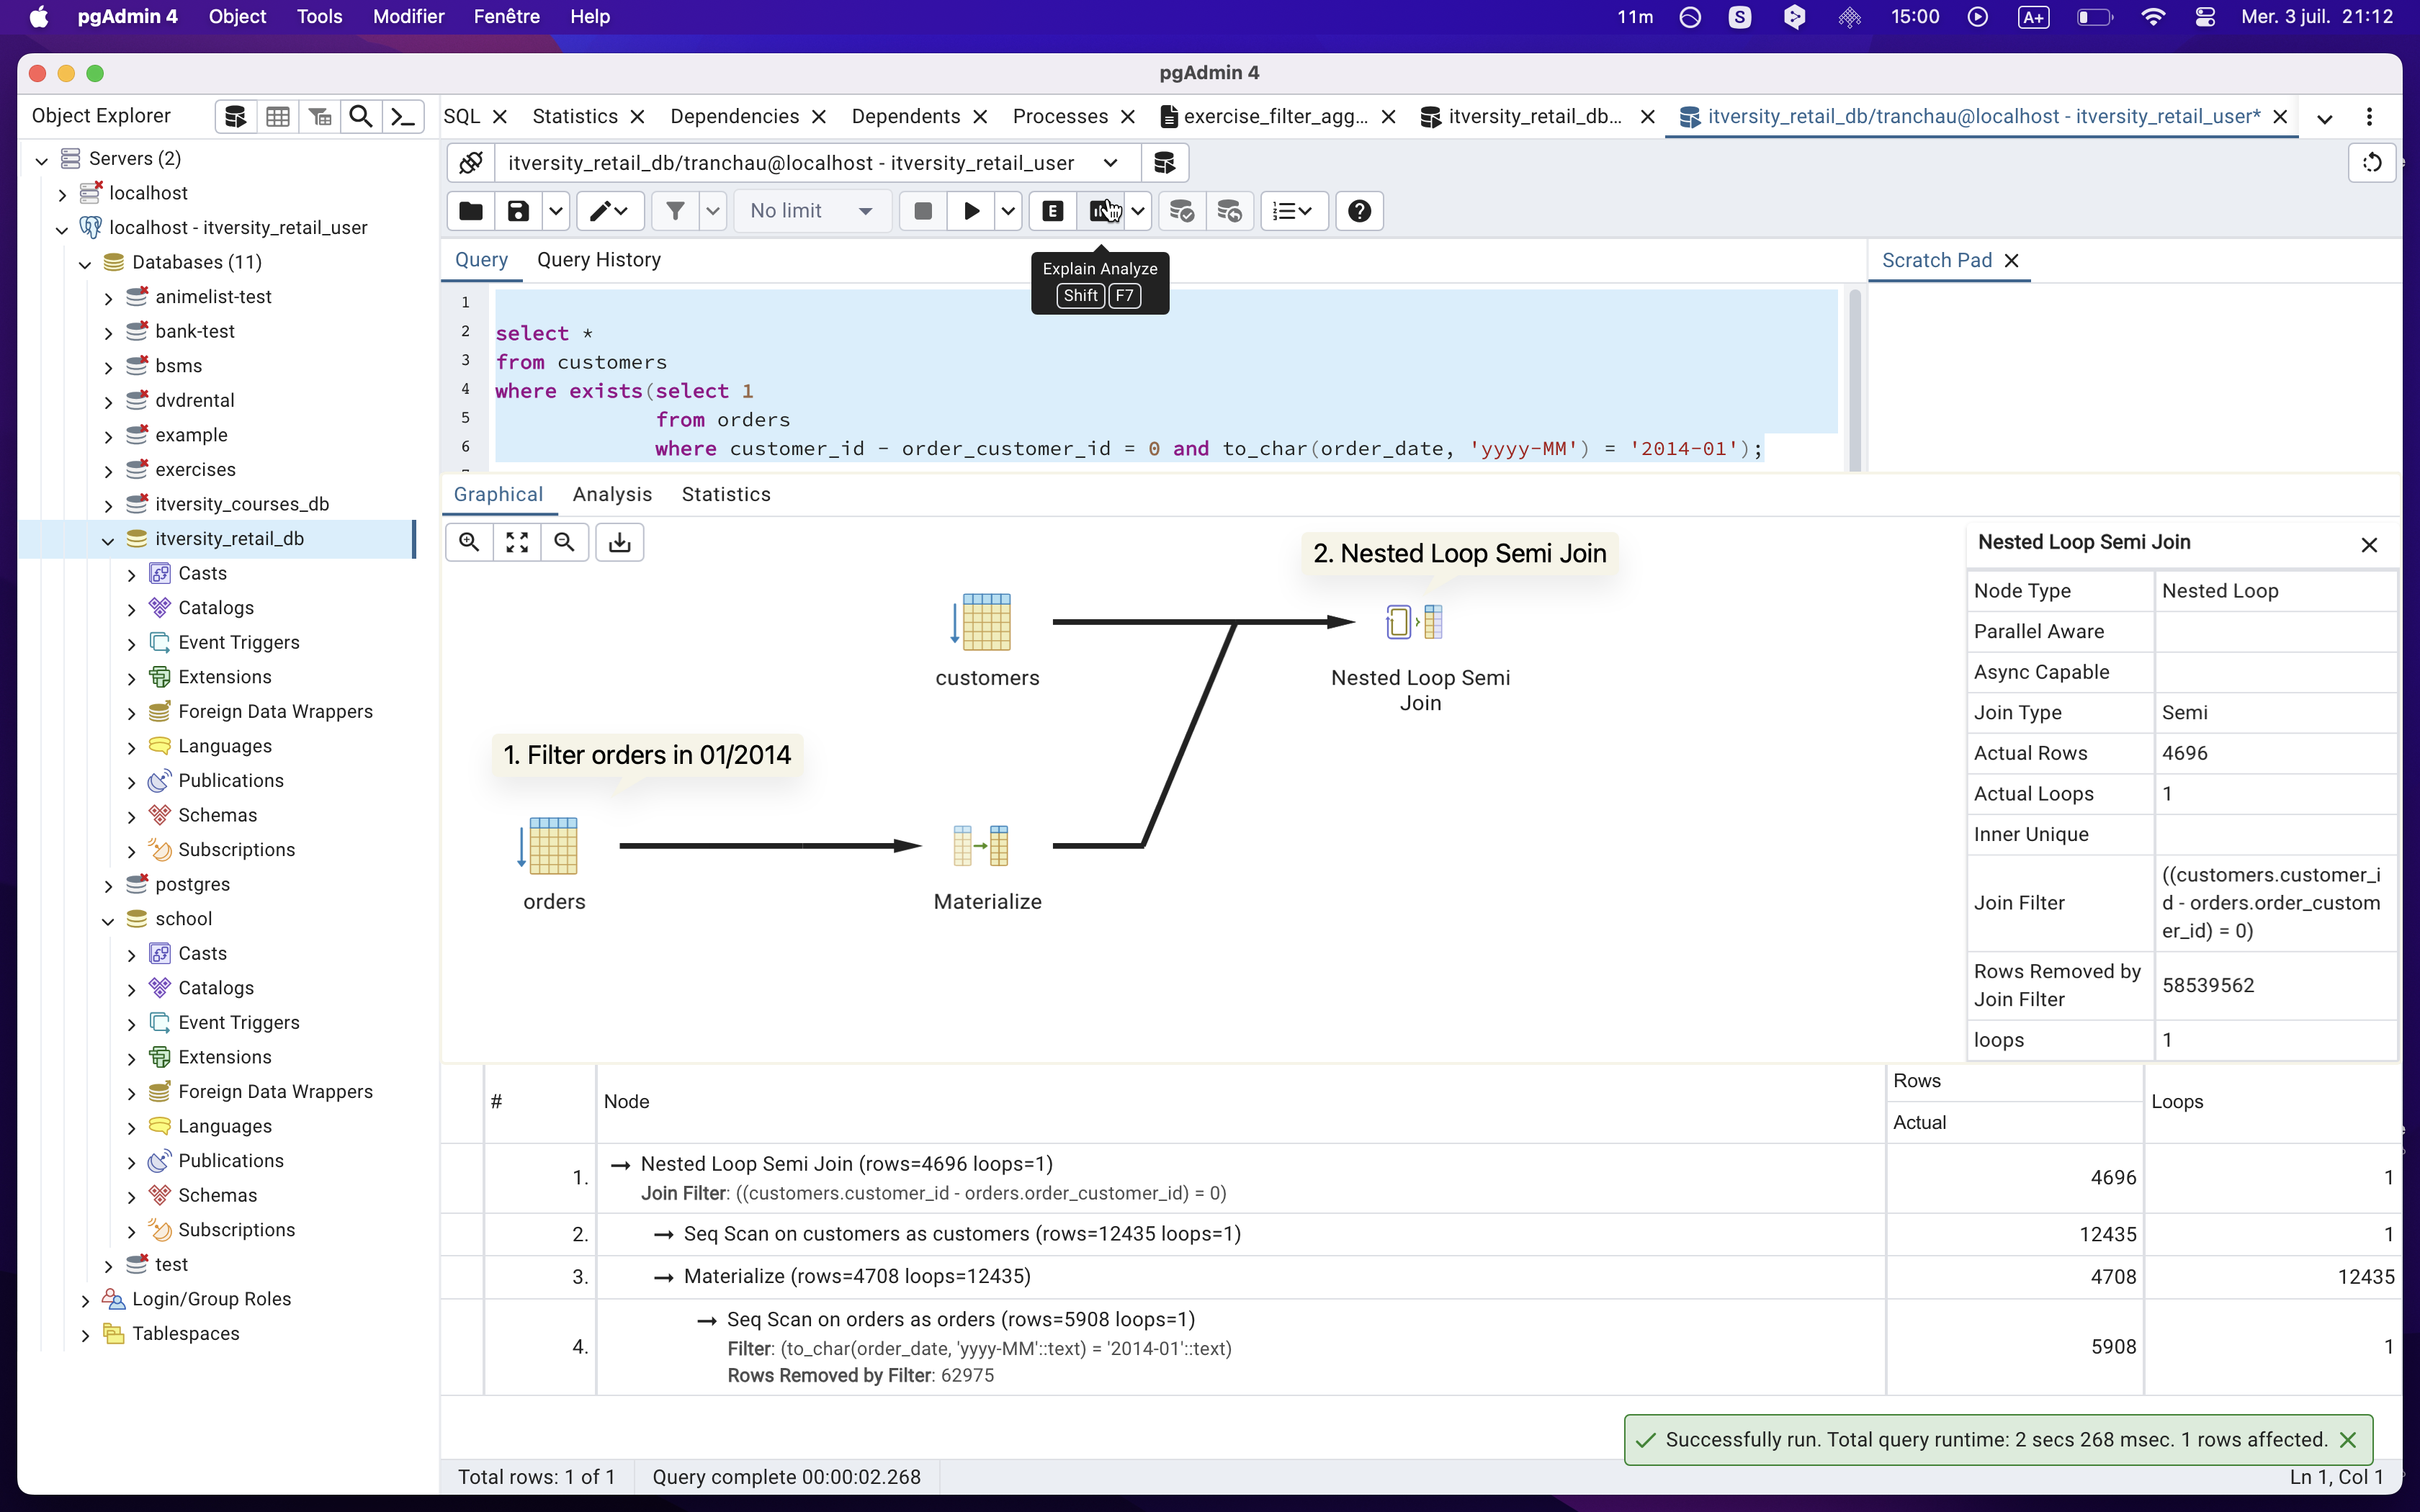 pgAdmin 4 Object Tools Modifier Fenêtre Help 11m S 15:00 A+ Mer. 3 juil. 21:12
pgAdmin 4
Object Explorer
SQL Statistics Dependencies Dependents Processes exercise_filter_agg... itversity_retail_db... itversity_retail_db/tranchau@localhost - itversity_retail_user*
Servers (2)
localhost
localhost - itversity_retail_user
Databases (11)
animelist-test
bank-test
bsms
dvdrental
example
exercises
itversity_courses_db
itversity_retail_db
Casts
Catalogs
Event Triggers
Extensions
Foreign Data Wrappers
Languages
Publications
Schemas
Subscriptions
postgres
school
Casts
Catalogs
Event Triggers
Extensions
Foreign Data Wrappers
Languages
Publications
Schemas
Subscriptions
test
Login/Group Roles
Tablespaces
itversity_retail_db/tranchau@localhost - itversity_retail_user
No limit E
Query Query History
Explain Analyze
Shift F7
Scratch Pad
1
2 select *
3 from customers
4 where exists(select 1
5 from orders
6 where customer_id - order_customer_id = 0 and to_char(order_date, 'yyyy-MM') = '2014-01');
Graphical Analysis Statistics
2. Nested Loop Semi Join
customers
Nested Loop Semi
Join
1. Filter orders in 01/2014
orders
Materialize
Nested Loop Semi Join
Node Type Nested Loop
Parallel Aware
Async Capable
Join Type Semi
Actual Rows 4696
Actual Loops 1
Inner Unique
Join Filter ((customers.customer_i
d - orders.order_custom
er_id) = 0)
Rows Removed by
Join Filter 58539562
loops 1
# Node Rows Loops
Actual
1. → Nested Loop Semi Join (rows=4696 loops=1) 4696 1
Join Filter: ((customers.customer_id - orders.order_customer_id) = 0)
2. → Seq Scan on customers as customers (rows=12435 loops=1) 12435 1
3. → Materialize (rows=4708 loops=12435) 4708 12435
4. → Seq Scan on orders as orders (rows=5908 loops=1) 5908 1
Filter: (to_char(order_date, 'yyyy-MM'::text) = '2014-01'::text)
Rows Removed by Filter: 62975
Successfully run. Total query runtime: 2 secs 268 msec. 1 rows affected.
Total rows: 1 of 1 Query complete 00:00:02.268 Ln 1, Col 1